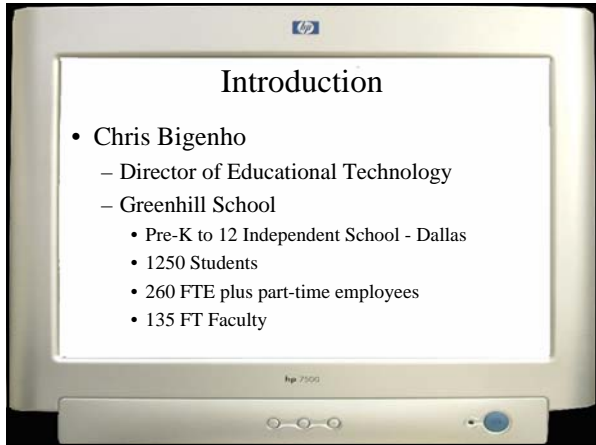 hp
Introduction
• Chris Bigenho
– Director of Educational Technology
– Greenhill School
• Pre-K to 12 Independent School - Dallas
• 1250 Students
• 260 FTE plus part-time employees
• 135 FT Faculty
hp 7500